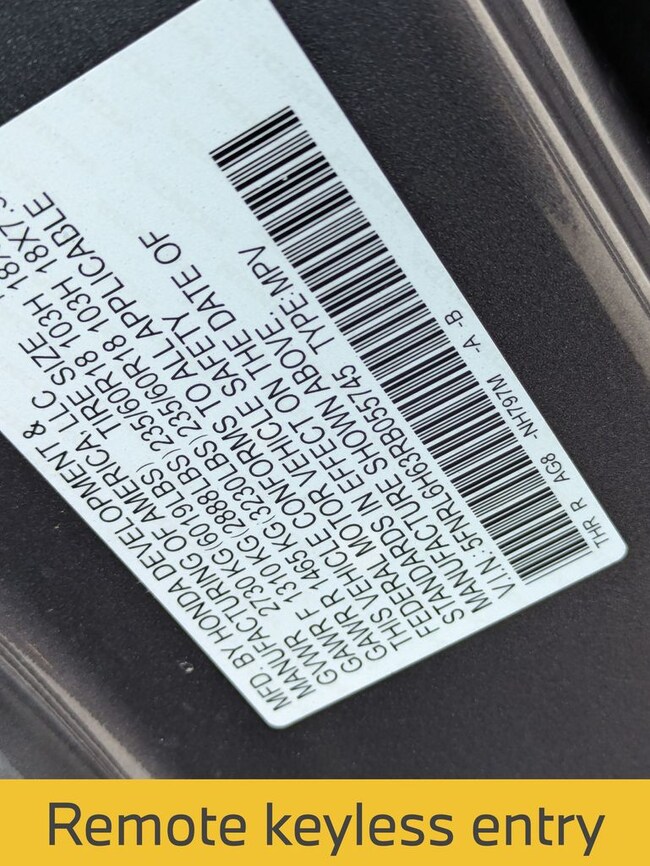 MFD. BY HONDA DEVELOPMENT &
MANUFACTURING OF AMERICA LLC
GVWR 2730KG(6019LBS) TIRE SIZE
GAWR F 1310KG(2888LBS) 235/60R18 103H 18X7.
GAWR R 1465KG(3230LBS) 235/60R18 103H 18X7.
THIS VEHICLE CONFORMS TO ALL APPLICABLE
FEDERAL MOTOR VEHICLE SAFETY
STANDARDS IN EFFECT ON THE DATE OF
MANUFACTURE SHOWN ABOVE.
V.I.N.: 5FNRL6H63RB055745 TYPE: MPV
THR R AG8 -NH797M -A -B
Remote keyless entry